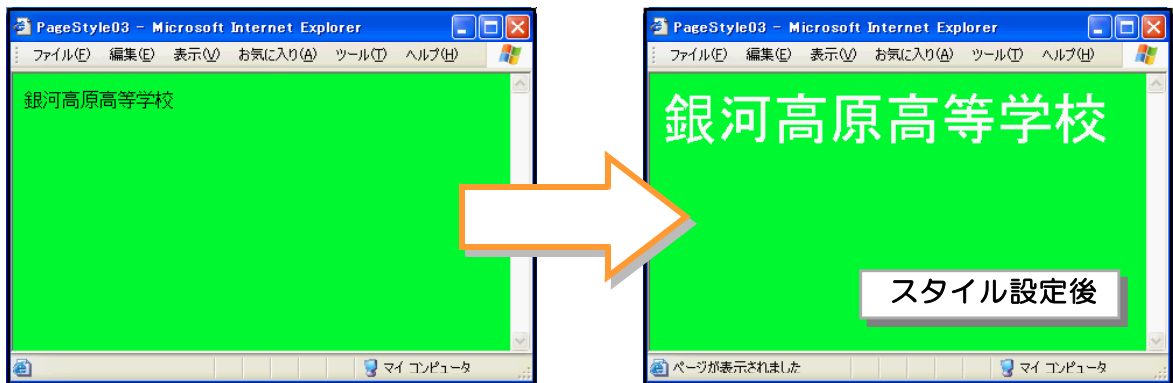 PageStyle03 - Microsoft Internet Explorer
ファイル(F) 編集(E) 表示(V) お気に入り(A) ツール(T) ヘルプ(H)
銀河高原高等学校
マイ コンピュータ
PageStyle03 - Microsoft Internet Explorer
ファイル(F) 編集(E) 表示(V) お気に入り(A) ツール(T) ヘルプ(H)
銀河高原高等学校
スタイル設定後
ページが表示されました マイ コンピュータ